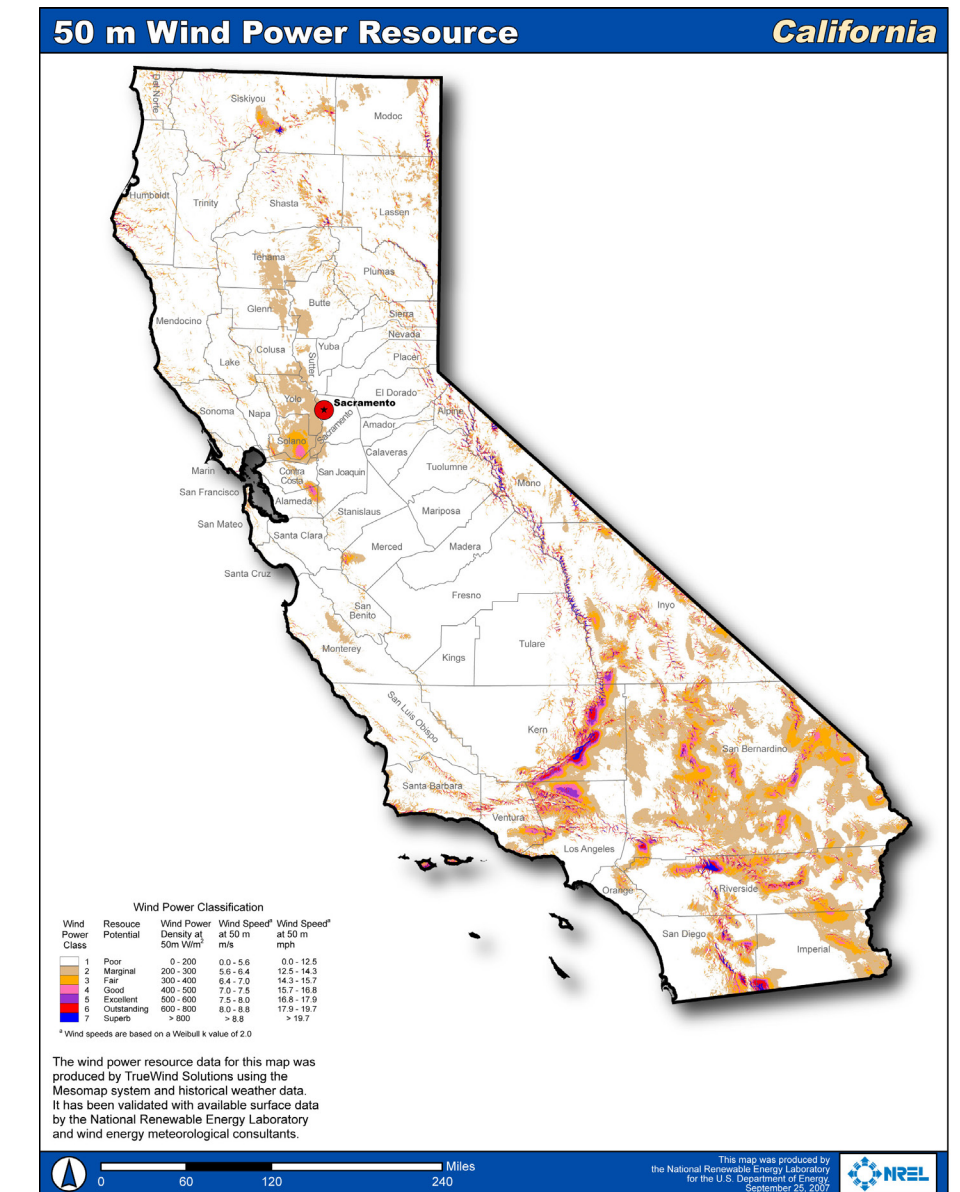 50 m Wind Power Resource
California
Del Norte
Siskiyou
Modoc
Humboldt
Trinity
Shasta
Lassen
Tehama
Plumas
Glenn
Butte
Sierra
Mendocino
Nevada
Colusa
Yuba
Placer
Lake
Sutter
El Dorado
Yolo
Sacramento
Sonoma
Napa
Alpine
Sacramento
Amador
Solano
Calaveras
Marin
Contra
Costa
San Joaquin
Tuolumne
Mono
San Francisco
Alameda
Stanislaus
Mariposa
San Mateo
Santa Clara
Merced
Madera
Santa Cruz
Fresno
San
Benito
Inyo
Monterey
Tulare
Kings
San Luis Obispo
Kern
San Bernardino
Santa Barbara
Ventura
Los Angeles
Orange
Riverside
San Diego
Imperial
Wind Power Classification
Wind Resouce Wind Power Wind Speedª Wind Speedª
Power Potential Density at at 50 m at 50 m
Class 50m W/m² m/s mph
1 Poor 0 - 200 0.0 - 5.6 0.0 - 12.5
2 Marginal 200 - 300 5.6 - 6.4 12.5 - 14.3
3 Fair 300 - 400 6.4 - 7.0 14.3 - 15.7
4 Good 400 - 500 7.0 - 7.5 15.7 - 16.8
5 Excellent 500 - 600 7.5 - 8.0 16.8 - 17.9
6 Outstanding 600 - 800 8.0 - 8.8 17.9 - 19.7
7 Superb > 800 > 8.8 > 19.7
ª Wind speeds are based on a Weibull k value of 2.0
The wind power resource data for this map was
produced by TrueWind Solutions using the
Mesomap system and historical weather data.
It has been validated with available surface data
by the National Renewable Energy Laboratory
and wind energy meteorological consultants.
Miles
0 60 120 240
This map was produced by
the National Renewable Energy Laboratory
for the U.S. Department of Energy.
September 25, 2007
NREL